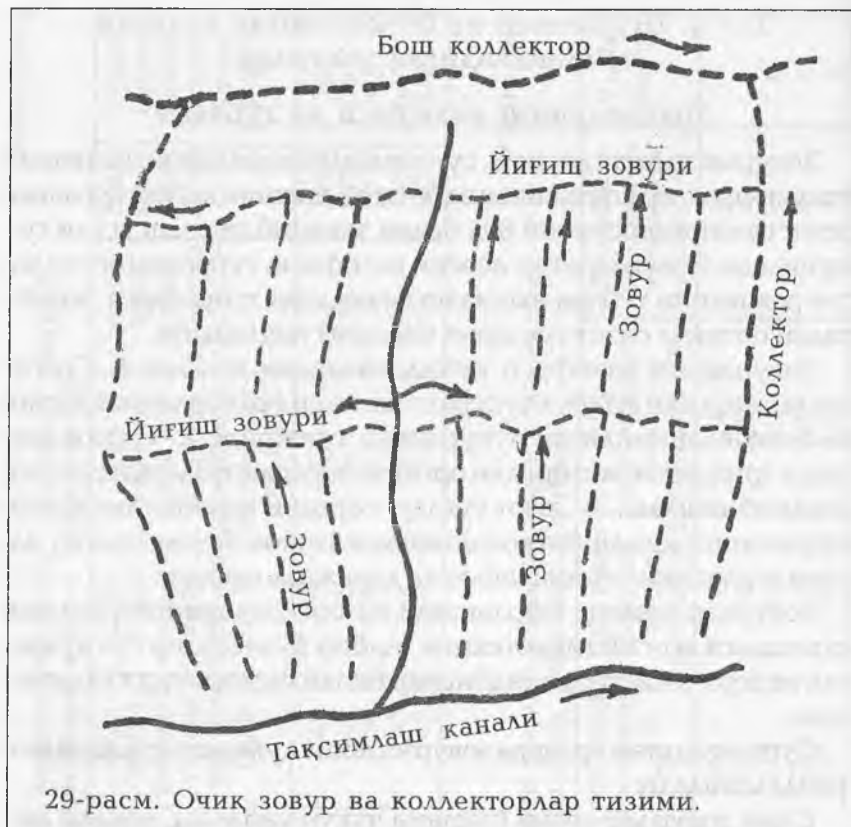 Бош коллектор
Йиғиш зовури
Зовур
Коллектор
Йиғиш зовури
Зовур
Зовур
Тақсимлаш канали
29-расм. Очиқ зовур ва коллекторлар тизими.